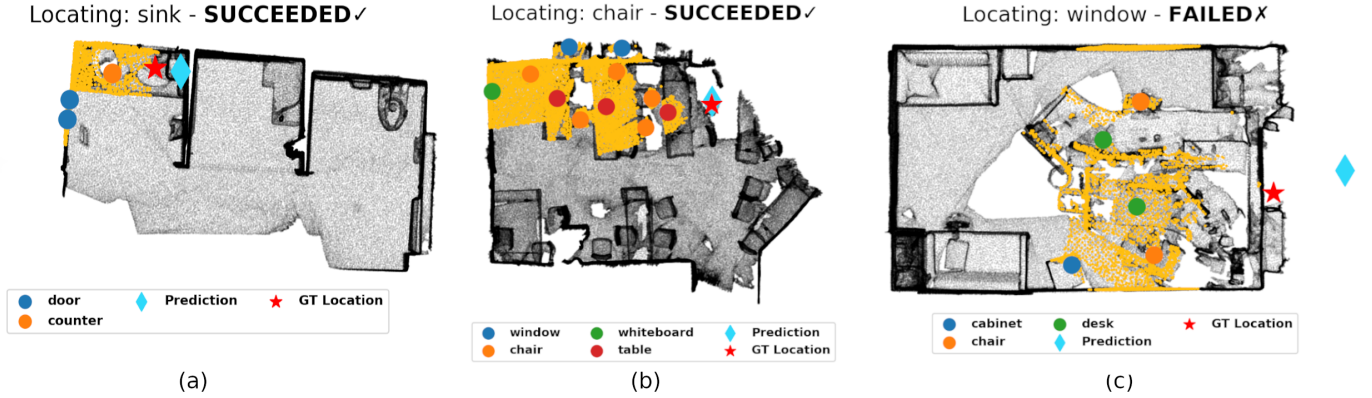 Locating: sink - SUCCEEDED✓
door
counter
Prediction
GT Location
(a)
Locating: chair - SUCCEEDED✓
window
chair
whiteboard
table
Prediction
GT Location
(b)
Locating: window - FAILED✗
cabinet
chair
desk
Prediction
GT Location
(c)